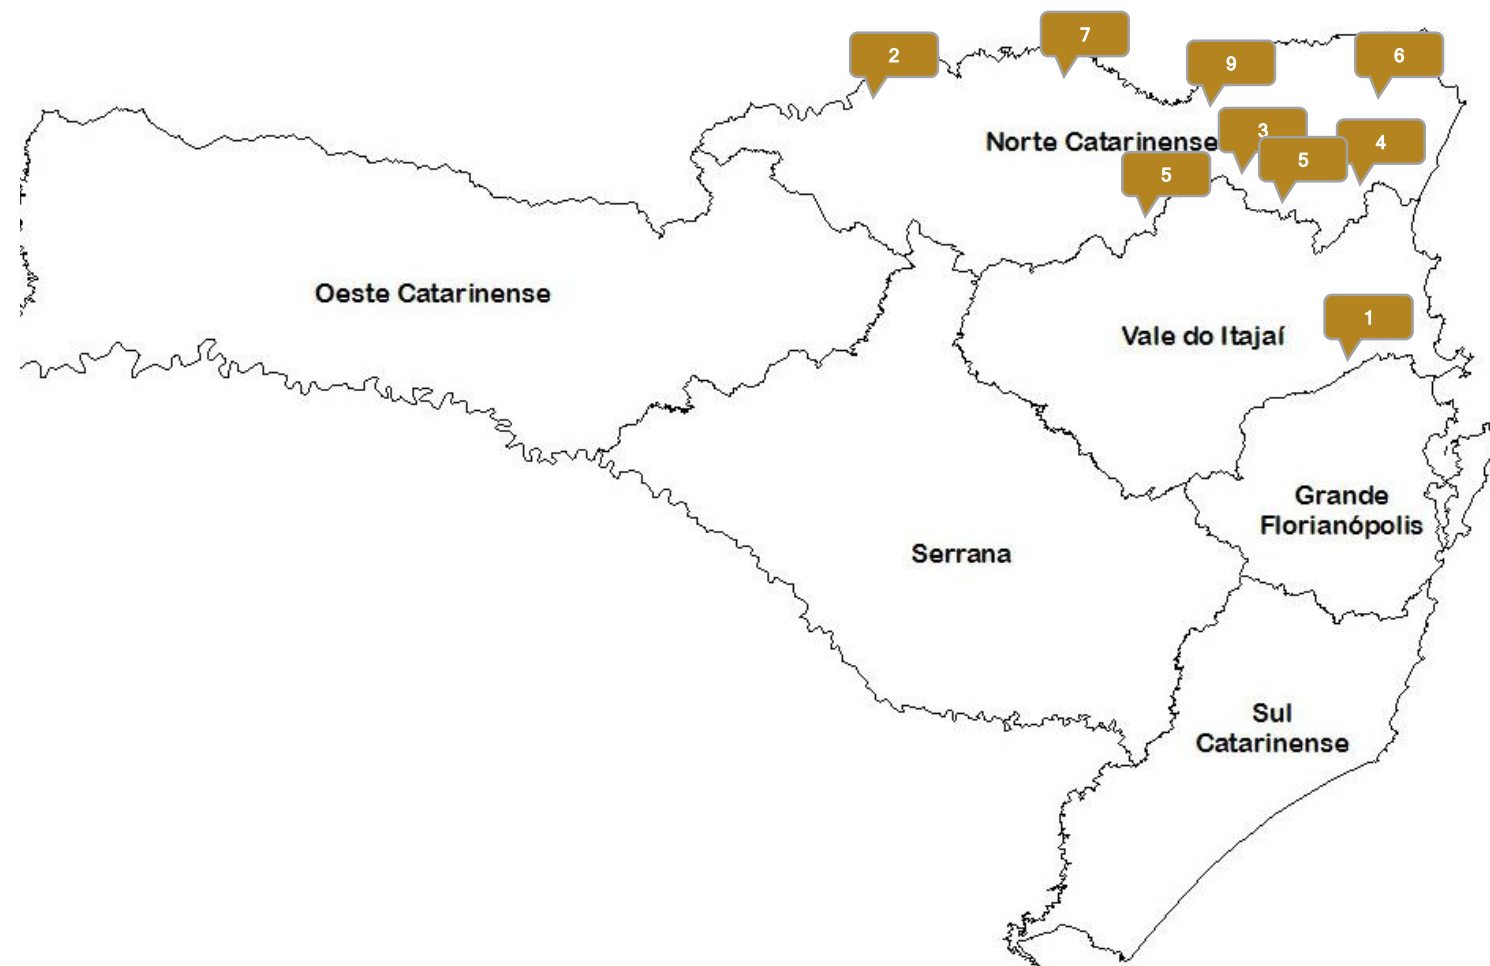 7
2
9
6
3
4
Norte Catarinense
5
5
Oeste Catarinense
1
Vale do Itajaí
Grande
Florianópolis
Serrana
Sul
Catarinense